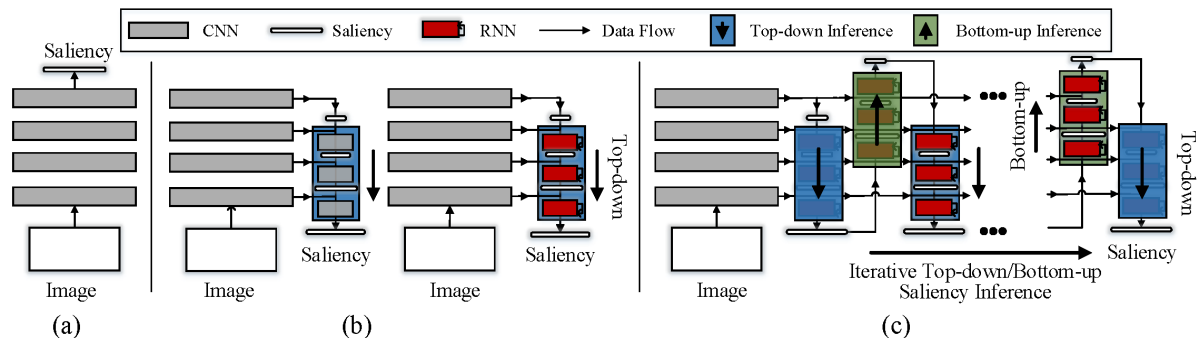 CNN Saliency RNN Data Flow Top-down Inference Bottom-up Inference
Saliency
Top-down
Bottom-up
Top-down
Saliency
Saliency
Saliency
Iterative Top-down/Bottom-up
Saliency Inference
Image
Image
Image
Image
(a)
(b)
(c)